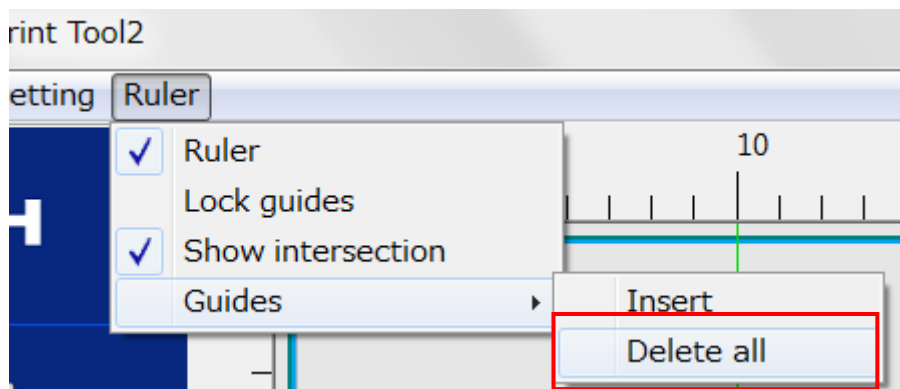 rint Tool2
etting Ruler
Ruler
10
Lock guides
Show intersection
Guides
Insert
Delete all